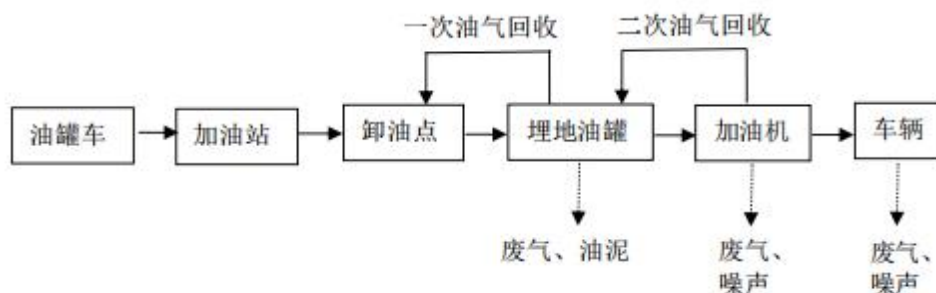 一次油气回收
二次油气回收
油罐车
加油站
卸油点
埋地油罐
加油机
车辆
废气、油泥
废气、
噪声
废气、
噪声